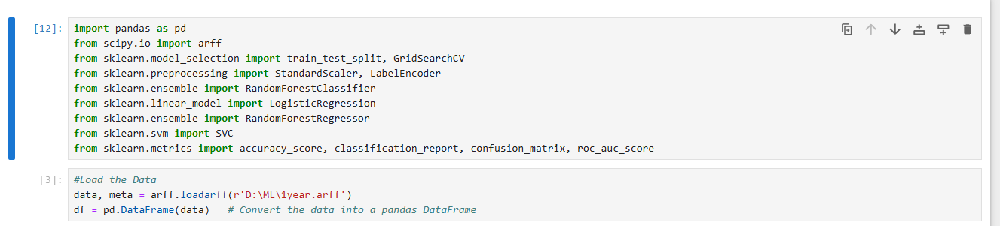 [12]:
import pandas as pd
from scipy.io import arff
from sklearn.model_selection import train_test_split, GridSearchCV
from sklearn.preprocessing import StandardScaler, LabelEncoder
from sklearn.ensemble import RandomForestClassifier
from sklearn.linear_model import LogisticRegression
from sklearn.ensemble import RandomForestRegressor
from sklearn.svm import SVC
from sklearn.metrics import accuracy_score, classification_report, confusion_matrix, roc_auc_score
[3]:
#Load the Data
data, meta = arff.loadarff(r'D:\ML\1year.arff')
df = pd.DataFrame(data)   # Convert the data into a pandas DataFrame